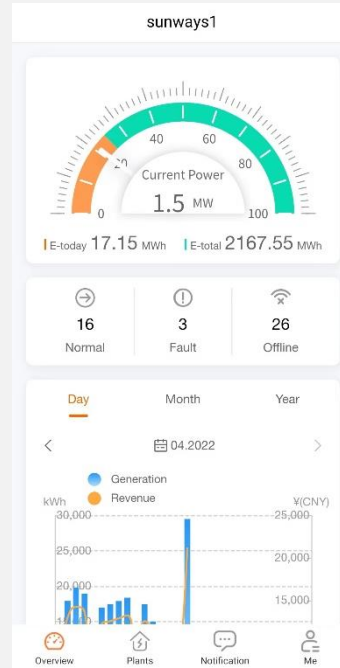 sunways1
40
60
20
80
Current Power
0
1.5 MW
100
E-today 17.15 MWh
E-total 2167.55 MWh
16
3
26
Normal
Fault
Offline
Day
Month
Year
04.2022
Generation
Revenue
kWh
¥(CNY)
30,000
25,000
25,000
20,000
20,000
15,000
Overview
Plants
Notification
Me